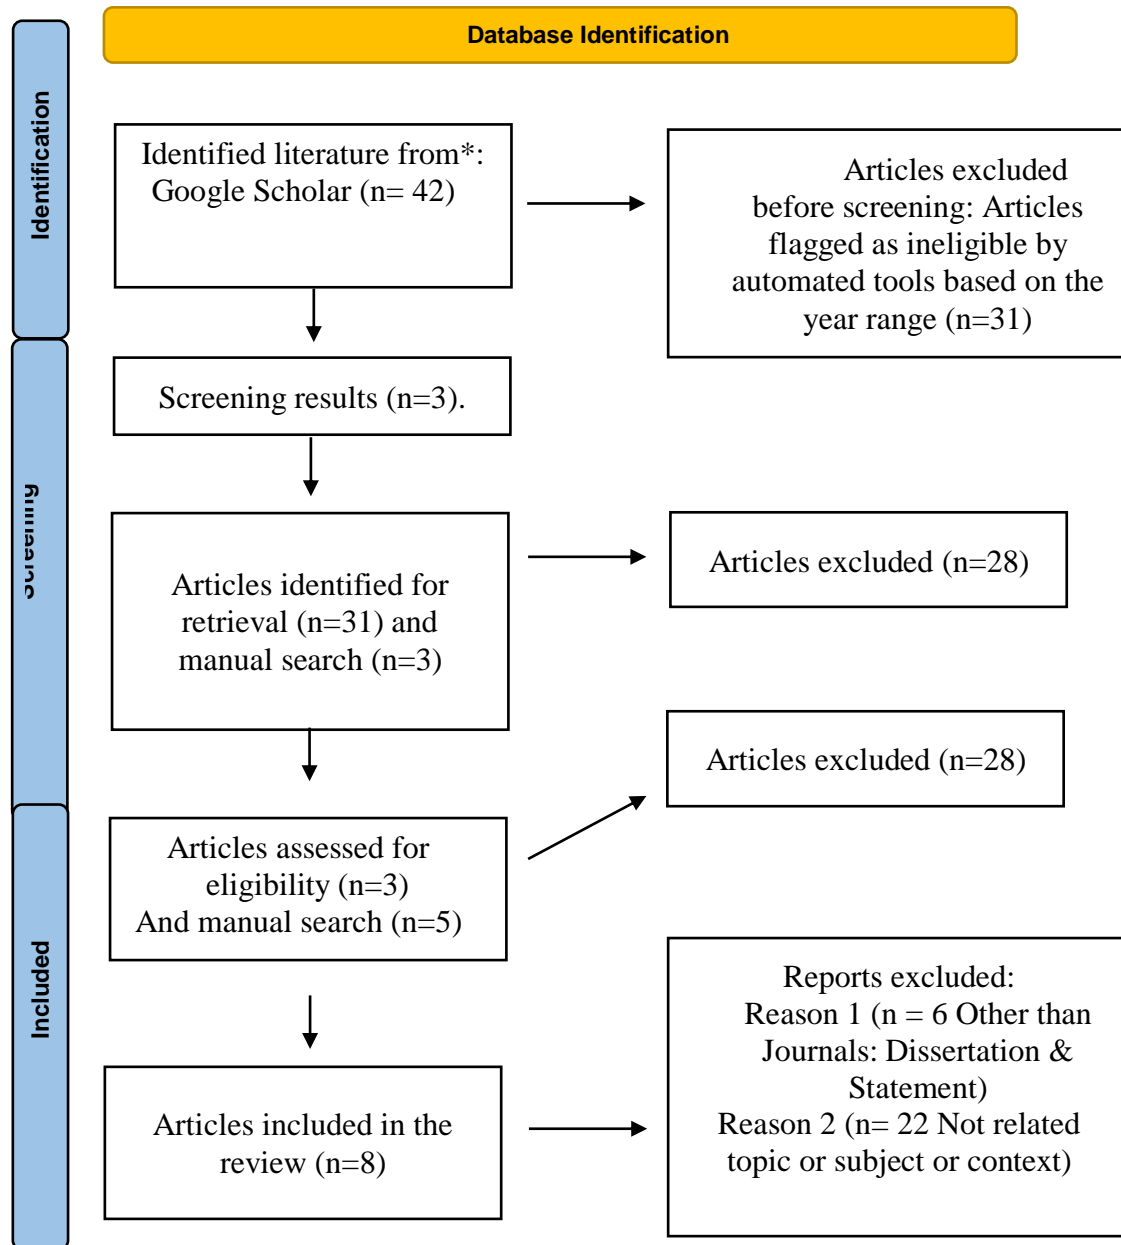 Database Identification
Identification
Identified literature from*:
Google Scholar (n= 42)
Articles excluded
before screening: Articles
flagged as ineligible by
automated tools based on the
year range (n=31)
Screening results (n=3).
Screening
Articles identified for
retrieval (n=31) and
manual search (n=3)
Articles excluded (n=28)
Articles excluded (n=28)
Articles assessed for
eligibility (n=3)
And manual search (n=5)
Included
Reports excluded:
Reason 1 (n = 6 Other than
Journals: Dissertation &
Statement)
Reason 2 (n= 22 Not related
topic or subject or context)
Articles included in the
review (n=8)